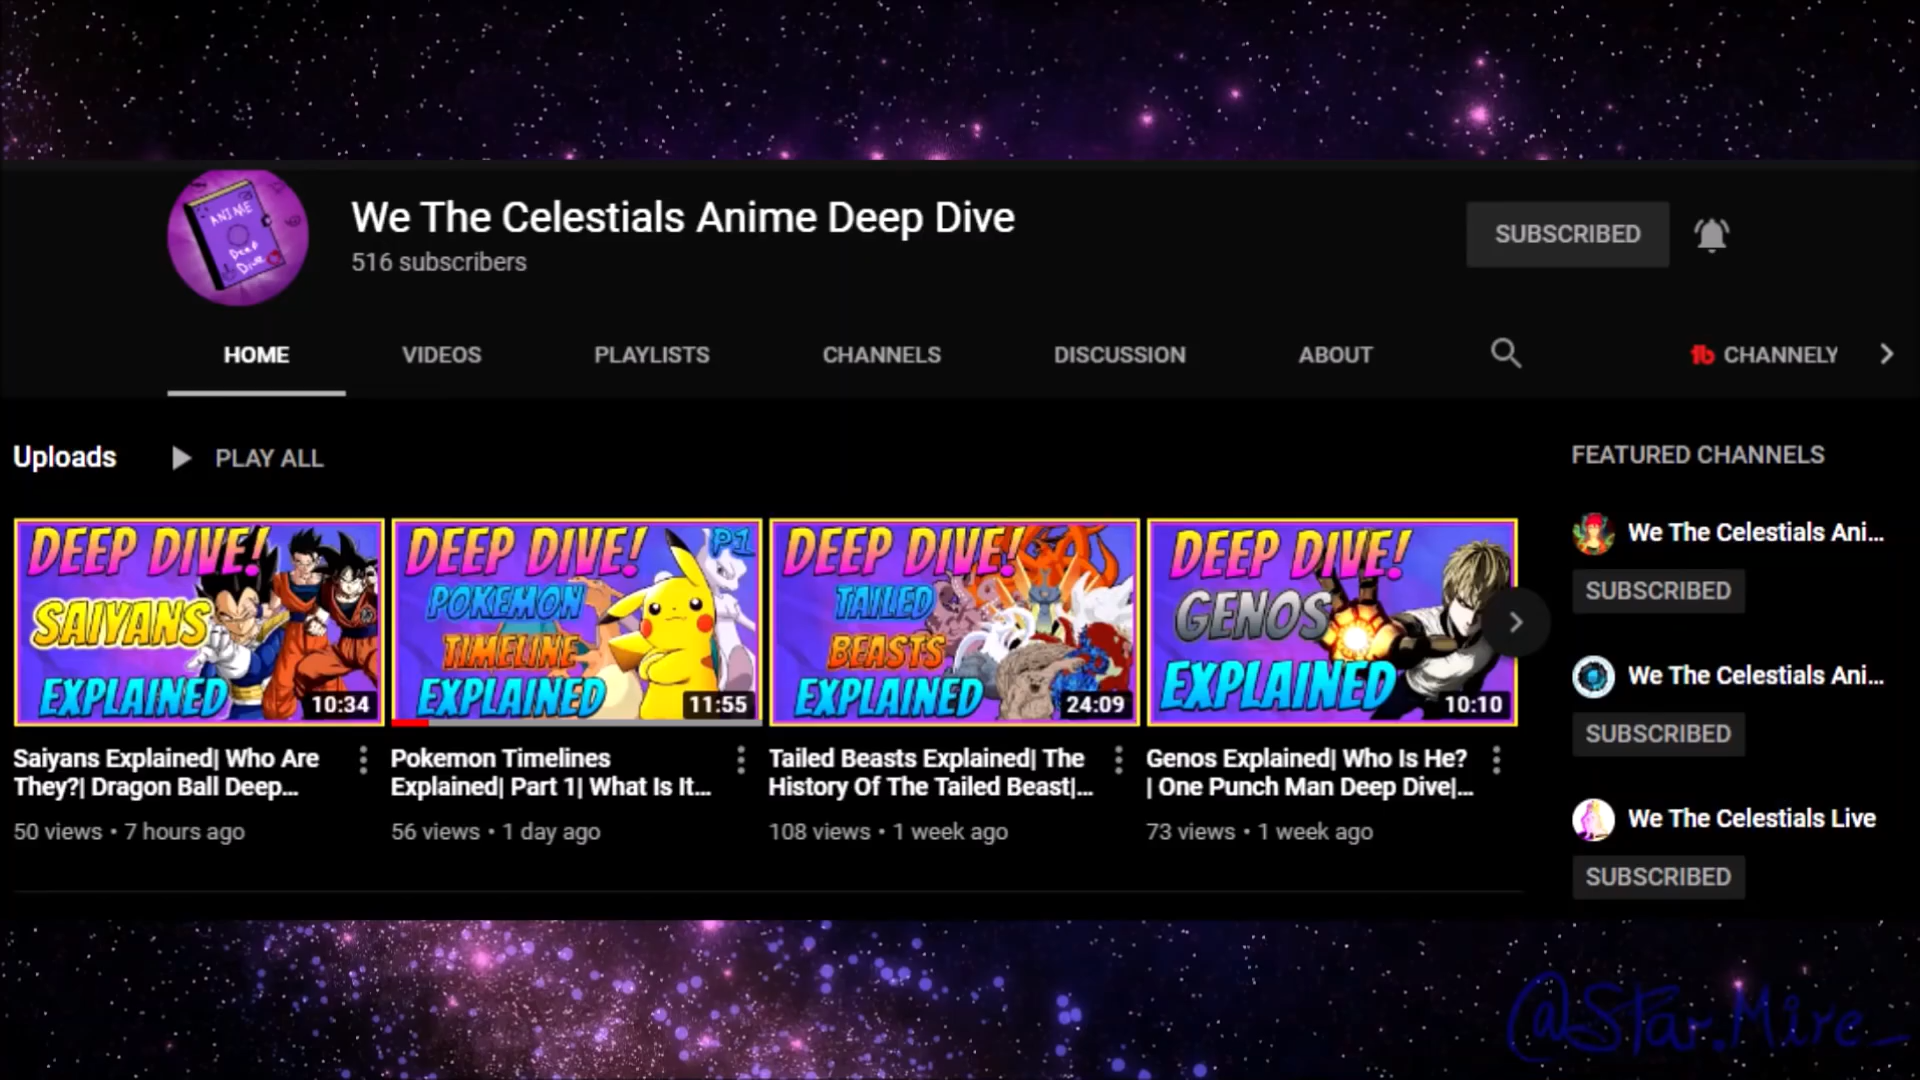 ANIME
Deep
Dive
We The Celestials Anime Deep Dive
516 subscribers
SUBSCRIBED
HOME
VIDEOS
PLAYLISTS
CHANNELS
DISCUSSION
ABOUT
CHANNELY
Uploads
PLAY ALL
FEATURED CHANNELS
DEEP DIVE!
SAIYANS
EXPLAINED
10:34
Saiyans Explained| Who Are
They?| Dragon Ball Deep...
50 views • 7 hours ago
DEEP DIVE!
P1
POKEMON
TIMELINE
EXPLAINED
11:55
Pokemon Timelines
Explained| Part 1| What Is It...
56 views • 1 day ago
DEEP DIVE!
TAILED
BEASTS
EXPLAINED
24:09
Tailed Beasts Explained| The
History Of The Tailed Beast|...
108 views • 1 week ago
DEEP DIVE!
GENOS
EXPLAINED
10:10
Genos Explained| Who Is He?
| One Punch Man Deep Dive|...
73 views • 1 week ago
We The Celestials Ani...
SUBSCRIBED
We The Celestials Ani...
SUBSCRIBED
We The Celestials Live
SUBSCRIBED
@Star.Mire_